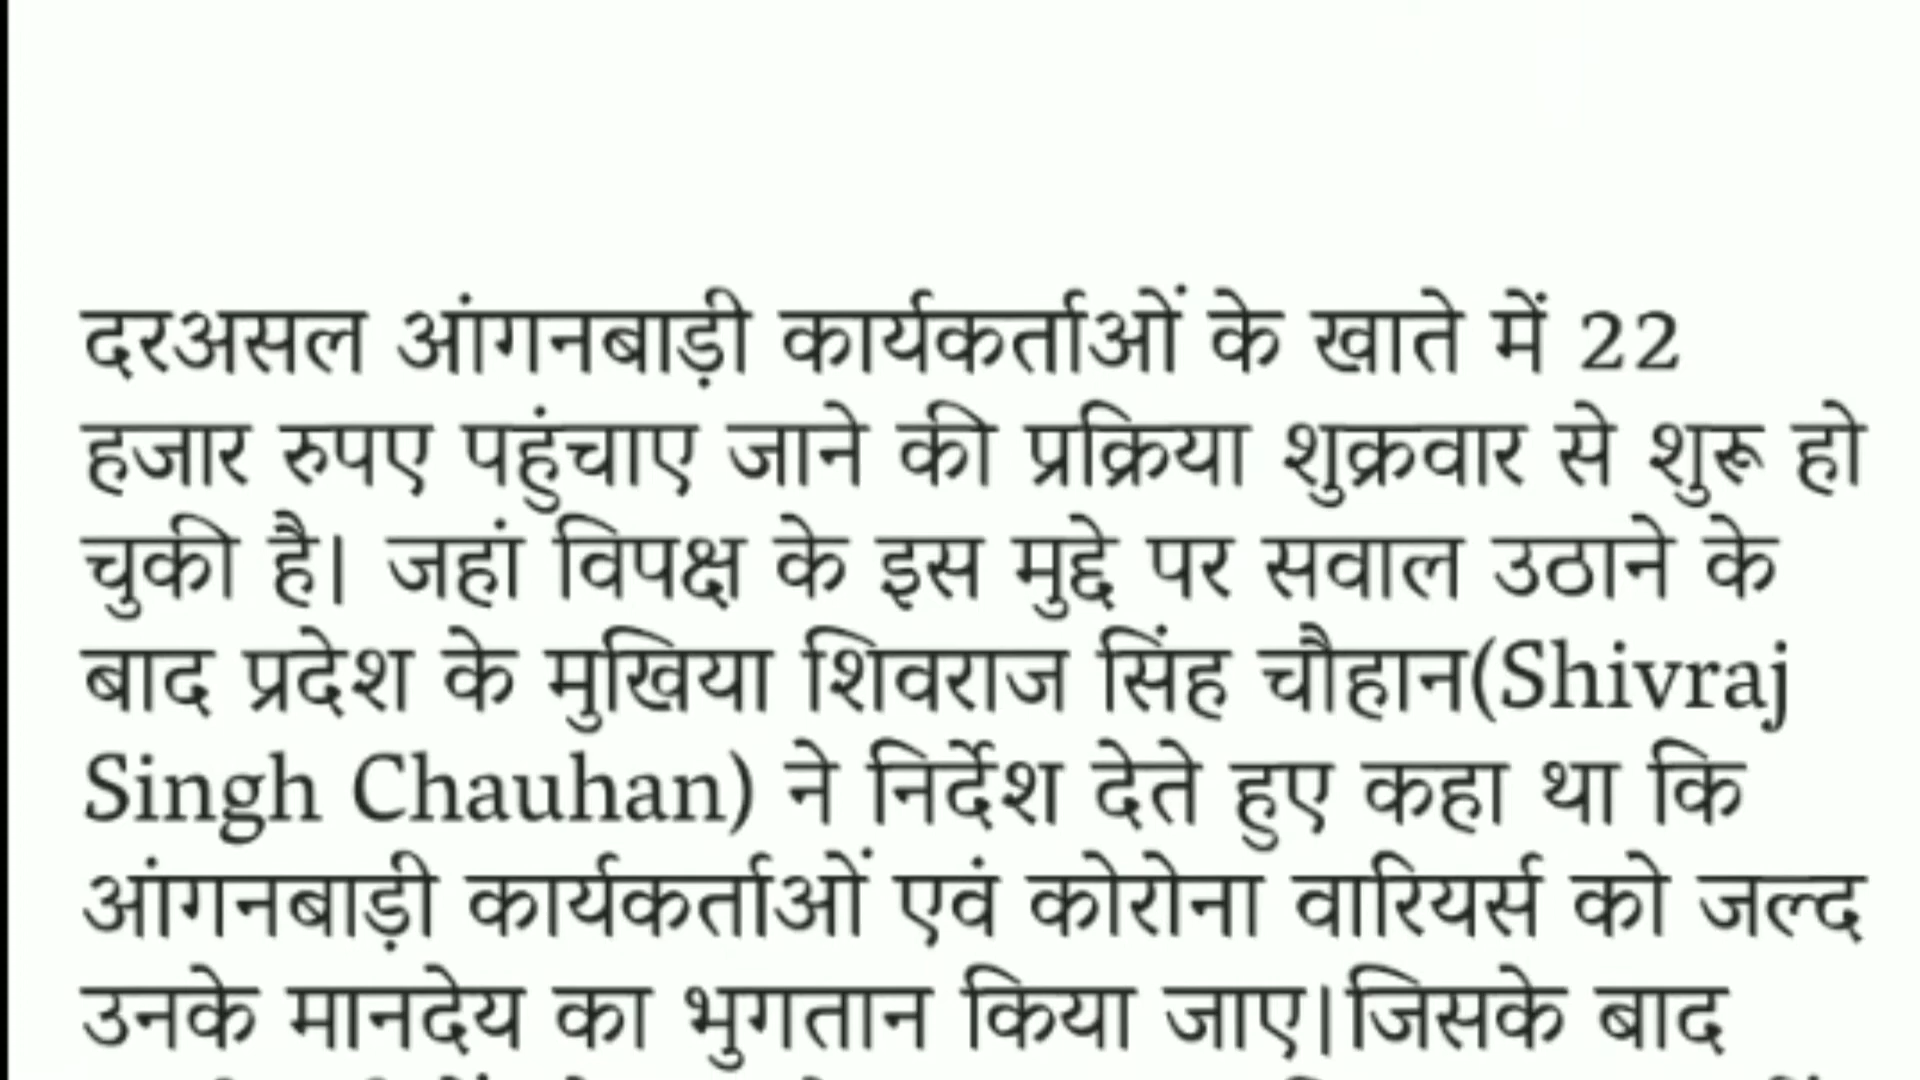 दरअसल आंगनबाड़ी कार्यकर्ताओं के खाते में 22
हजार रुपए पहुंचाए जाने की प्रक्रिया शुक्रवार से शुरू हो
चुकी है। जहां विपक्ष के इस मुद्दे पर सवाल उठाने के
बाद प्रदेश के मुखिया शिवराज सिंह चौहान(Shivraj
Singh Chauhan) ने निर्देश देते हुए कहा था कि
आंगनबाड़ी कार्यकर्ताओं एवं कोरोना वारियर्स को जल्द
उनके मानदेय का भुगतान किया जाए।जिसके बाद